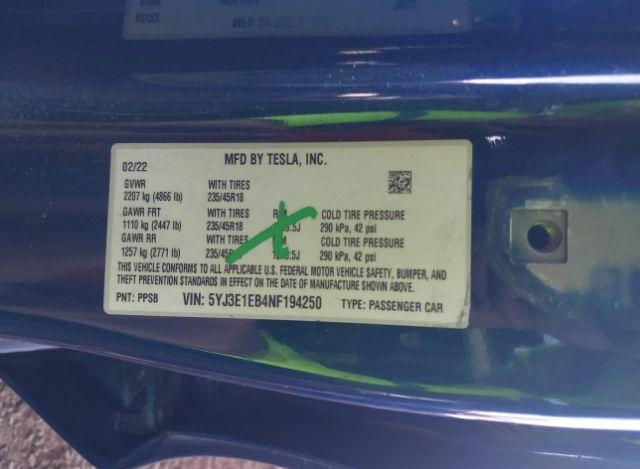 02/22 MFD BY TESLA, INC.
GVWR WITH TIRES
2207 kg (4866 lb) 235/45R18
GAWR FRT WITH TIRES COLD TIRE PRESSURE
1110 kg (2447 lb) 235/45R18 290 kPa, 42 psi
GAWR RR WITH TIRES COLD TIRE PRESSURE
1257 kg (2771 lb) 290 kPa, 42 psi
THIS VEHICLE CONFORMS TO ALL APPLICABLE U.S. FEDERAL MOTOR VEHICLE SAFETY, BUMPER, AND
THEFT PREVENTION STANDARDS IN EFFECT ON THE DATE OF MANUFACTURE SHOWN ABOVE.
PNT: PPSB VIN: 5YJ3E1EB4NF194250 TYPE: PASSENGER CAR